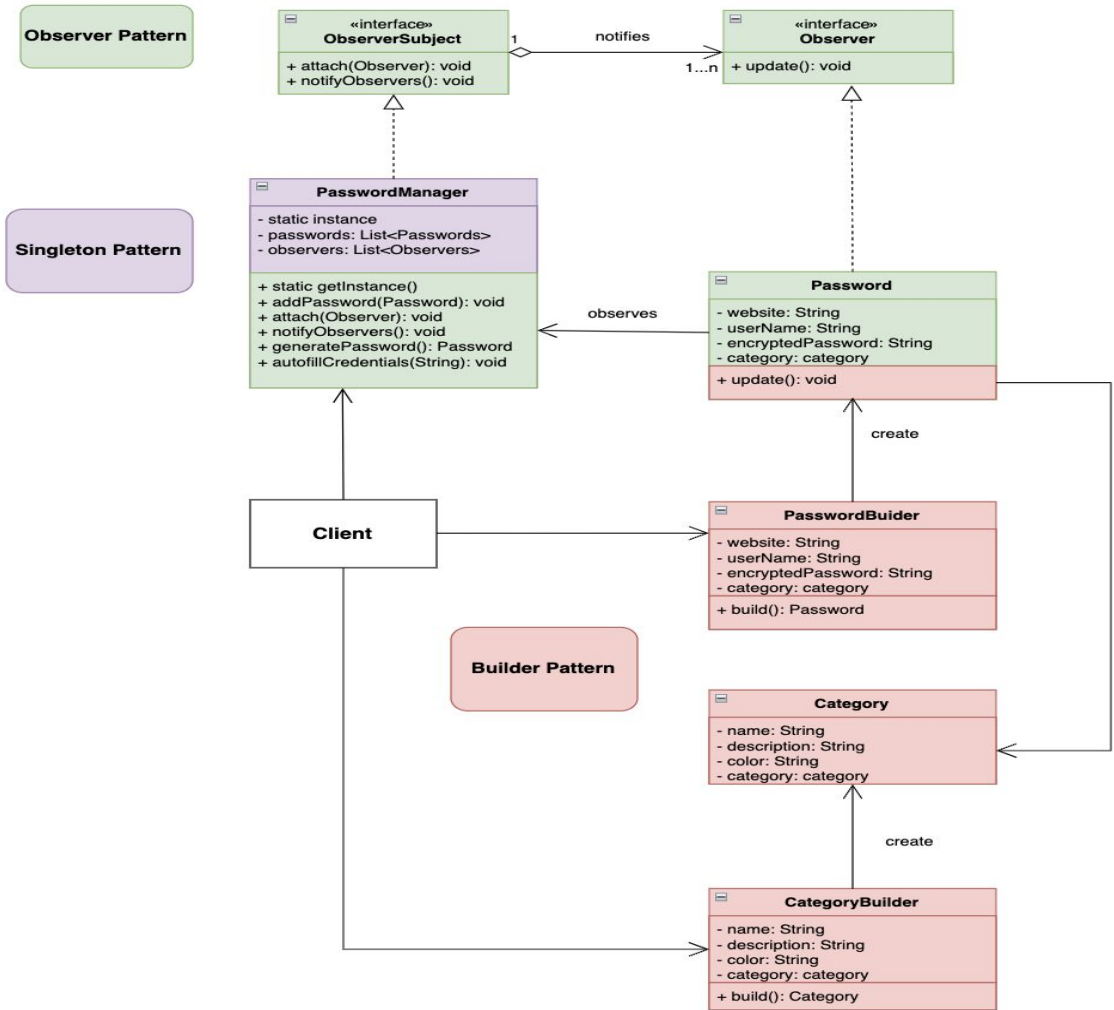 Observer Pattern
«interface»
ObserverSubject
+ attach(Observer): void
+ notifyObservers(): void
1
notifies
1...n
«interface»
Observer
+ update(): void
Singleton Pattern
PasswordManager
- static instance
- passwords: List<Passwords>
- observers: List<Observers>
+ static getInstance()
+ addPassword(Password): void
+ attach(Observer): void
+ notifyObservers(): void
+ generatePassword(): Password
+ autofillCredentials(String): void
observes
Password
- website: String
- userName: String
- encryptedPassword: String
- category: category
+ update(): void
create
Client
PasswordBuider
- website: String
- userName: String
- encryptedPassword: String
- category: category
+ build(): Password
Builder Pattern
Category
- name: String
- description: String
- color: String
- category: category
create
CategoryBuilder
- name: String
- description: String
- color: String
- category: category
+ build(): Category